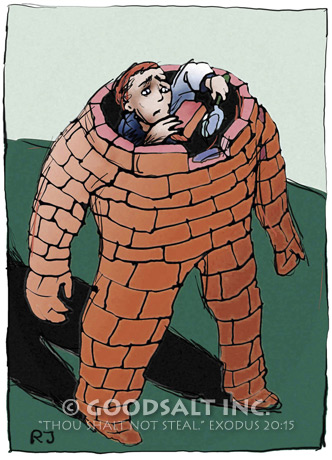 © GOODSALT INC.
"THOU SHALT NOT STEAL." EXODUS 20:15
RJ